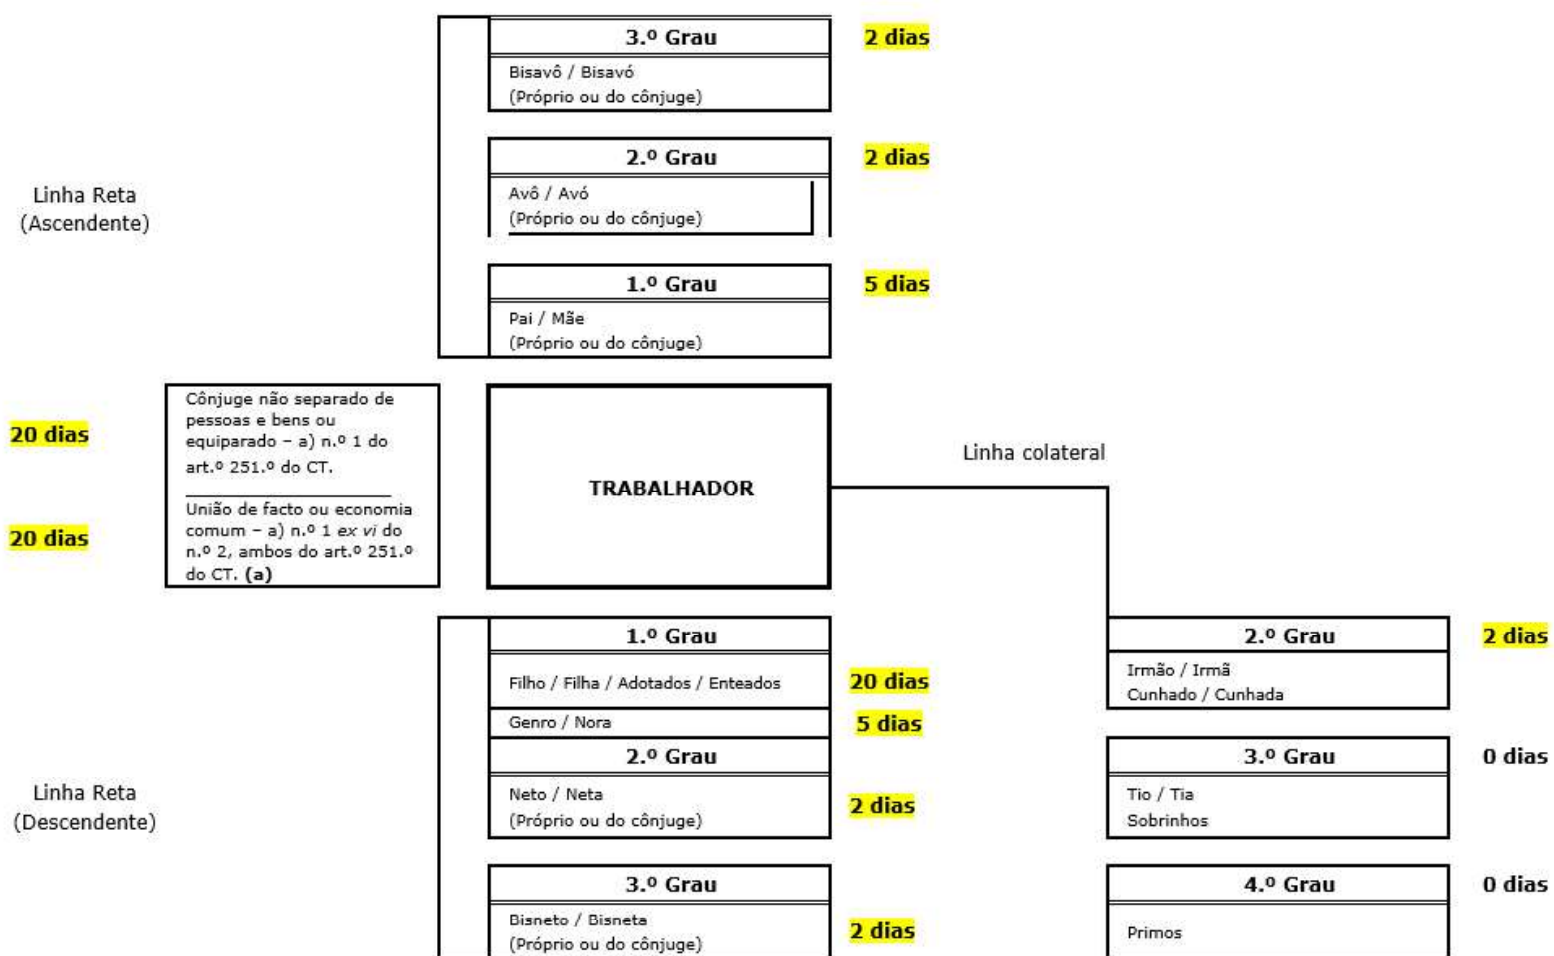 3.º Grau
2 dias
Bisavô / Bisavó
(Próprio ou do cônjuge)
2.º Grau
2 dias
Linha Reta
(Ascendente)
Avô / Avó
(Próprio ou do cônjuge)
1.º Grau
5 dias
Pai / Mãe
(Próprio ou do cônjuge)
20 dias
Cônjuge não separado de
pessoas e bens ou
equiparado – a) n.º 1 do
art.º 251.º do CT.
20 dias
União de facto ou economia
comum – a) n.º 1 ex vi do
n.º 2, ambos do art.º 251.º
do CT. (a)
TRABALHADOR
Linha colateral
1.º Grau
Filho / Filha / Adotados / Enteados
20 dias
Genro / Nora
5 dias
2.º Grau
Linha Reta
(Descendente)
Neto / Neta
(Próprio ou do cônjuge)
2 dias
3.º Grau
Bisneto / Bisneta
(Próprio ou do cônjuge)
2 dias
2.º Grau
2 dias
Irmão / Irmã
Cunhado / Cunhada
3.º Grau
0 dias
Tio / Tia
Sobrinhos
4.º Grau
0 dias
Primos